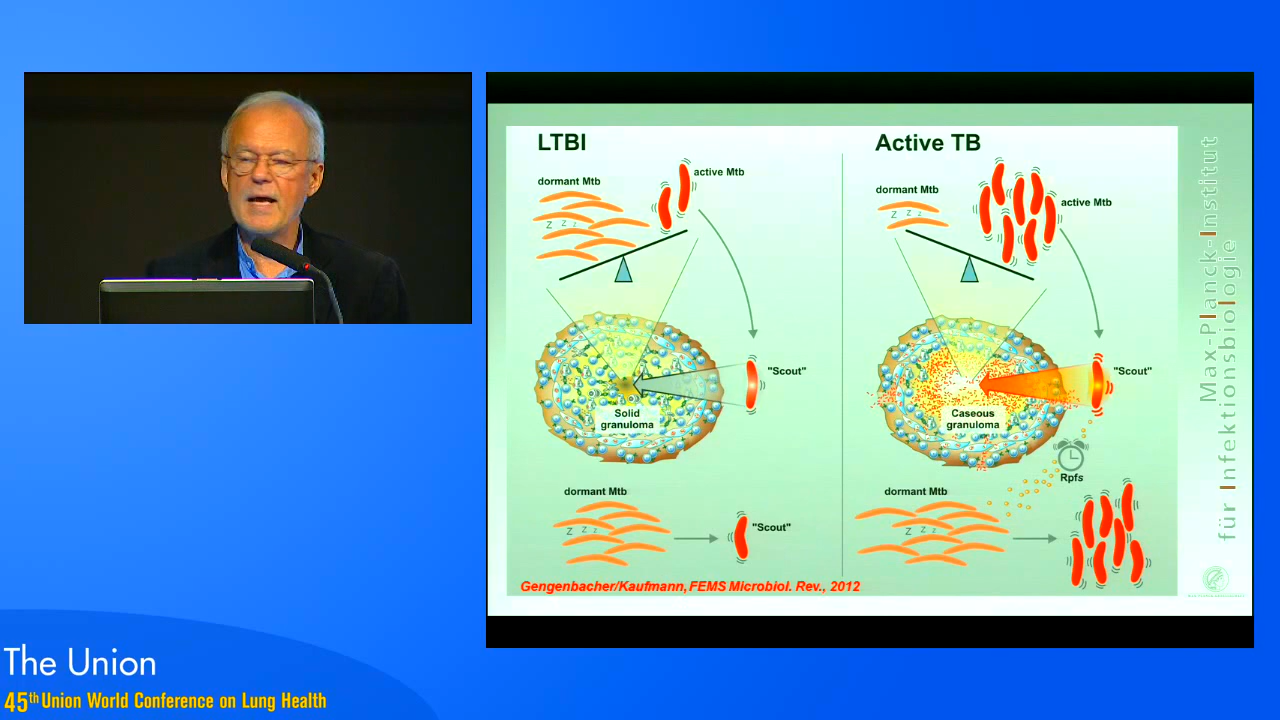 LTBI
Active TB
dormant Mtb
active Mtb
dormant Mtb
active Mtb
Z z z
Z z z
"Scout"
"Scout"
Solid
granuloma
Caseous
granuloma
Rpfs
dormant Mtb
dormant Mtb
Z z z
"Scout"
Z z z
Gengenbacher/Kaufmann, FEMS Microbiol. Rev., 2012
Max-Planck-Institut
für Infektionsbiologie
The Union
45th Union World Conference on Lung Health